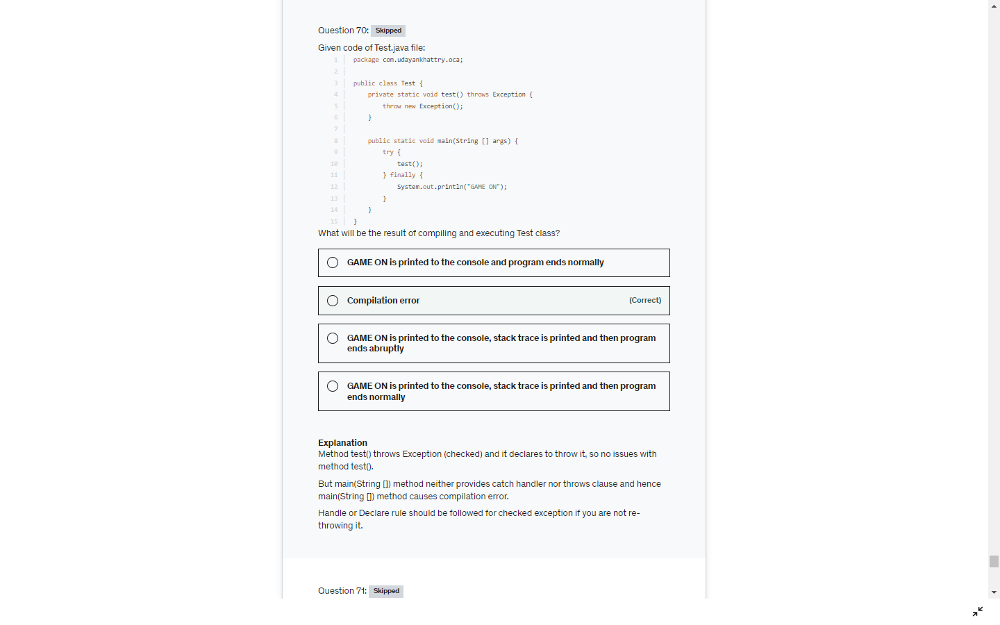 Question 70: Skipped
Given code of Test.java file:
1 package com.udayankhattry.oca;
2
3 public class Test {
4 private static void test() throws Exception {
5 throw new Exception();
6 }
7
8 public static void main(String [] args) {
9 try {
10 test();
11 } finally {
12 System.out.println("GAME ON");
13 }
14 }
15 }
What will be the result of compiling and executing Test class?
GAME ON is printed to the console and program ends normally
Compilation error (Correct)
GAME ON is printed to the console, stack trace is printed and then program
ends abruptly
GAME ON is printed to the console, stack trace is printed and then program
ends normally
Explanation
Method test() throws Exception (checked) and it declares to throw it, so no issues with
method test().
But main(String []) method neither provides catch handler nor throws clause and hence
main(String []) method causes compilation error.
Handle or Declare rule should be followed for checked exception if you are not re-
throwing it.
Question 71: Skipped